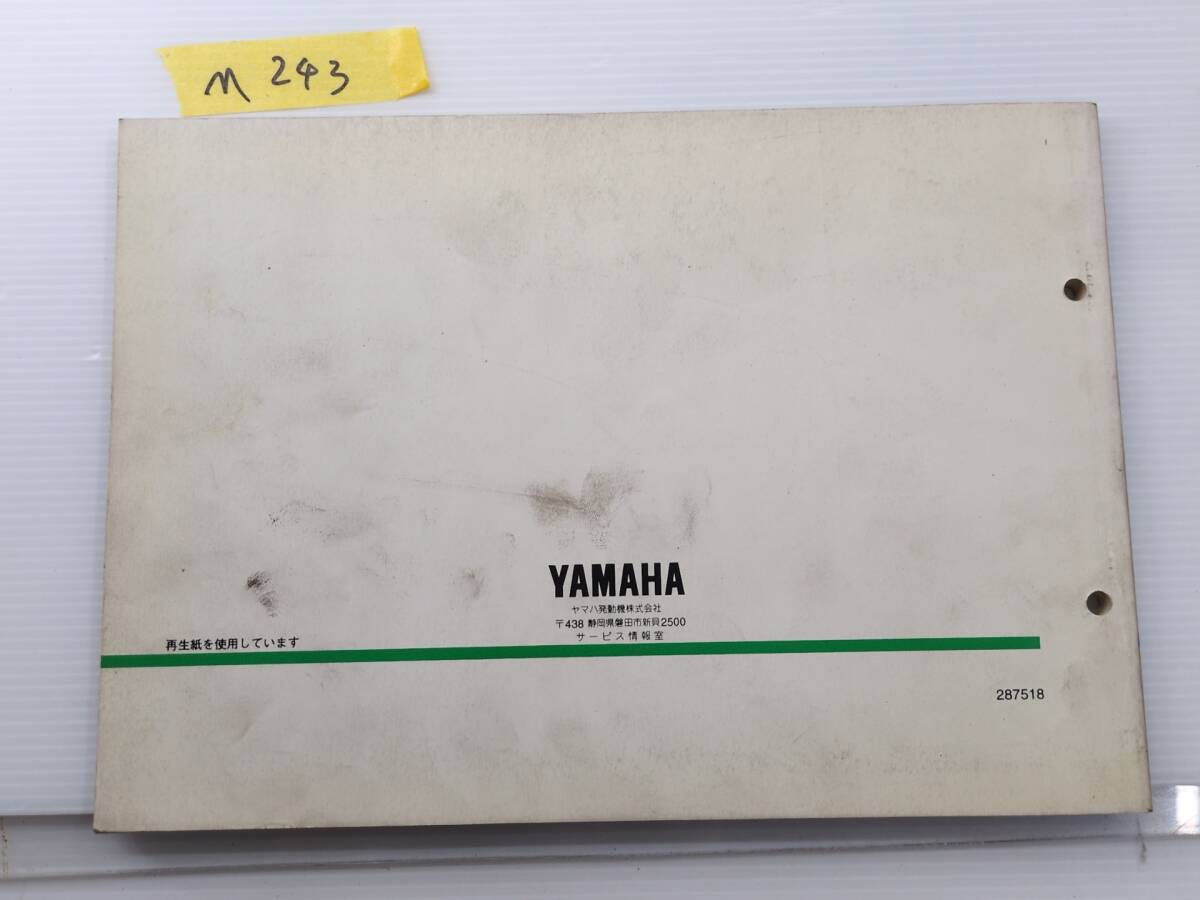 M 243
YAMAHA
ヤマハ発動機株式会社
〒438 静岡県磐田市新貝2500
サービス情報室
再生紙を使用しています
287518